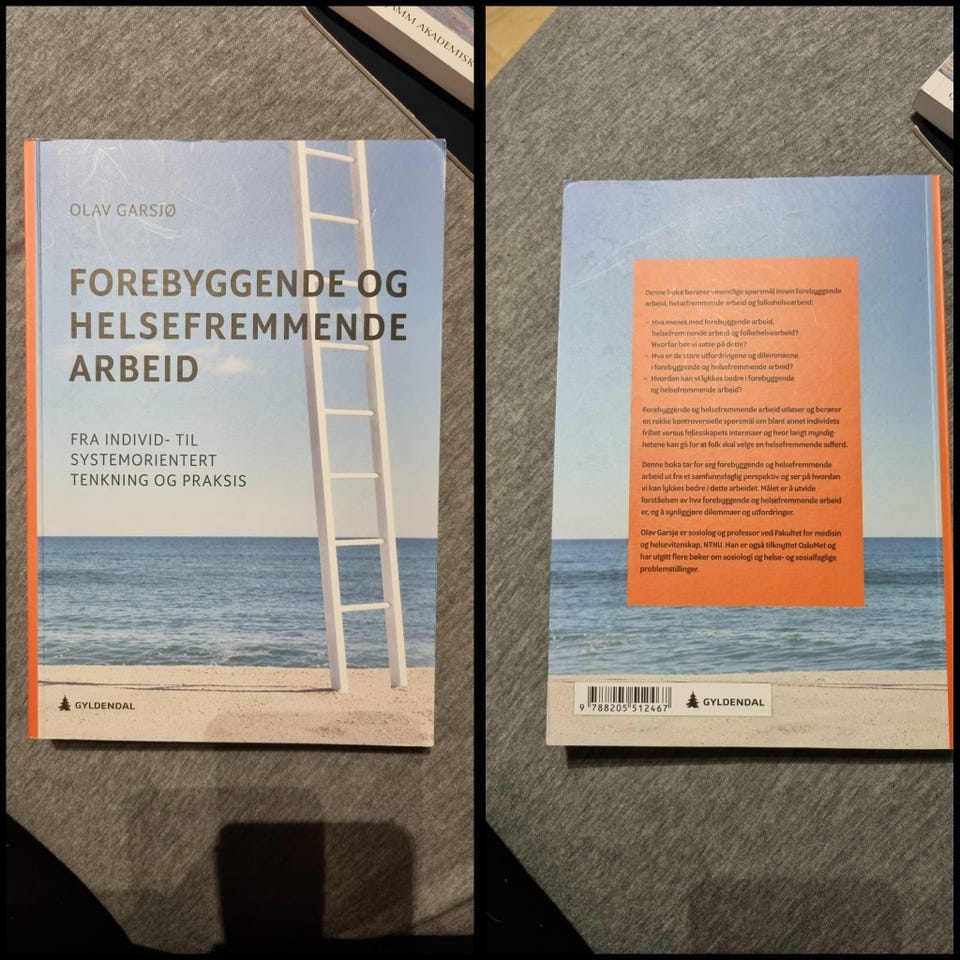 AMM AKADEMISK
OLAV GARSJØ
FOREBYGGENDE OG
HELSEFREMMENDE
ARBEID
FRA INDIVID- TIL
SYSTEMORIENTERT
TENKNING OG PRAKSIS
GYLDENDAL
Denne boka berører vesentlige spørsmål innen forebyggende
arbeid, helsefremmende arbeid og folkehelsearbeid:
– Hva menes med forebyggende arbeid,
helsefremmende arbeid og folkehelsearbeid?
Hvorfor bør vi satse på dette?
– Hva er de store utfordringene og dilemmaene
i forebyggende og helsefremmende arbeid?
– Hvordan kan vi lykkes bedre i forebyggende
og helsefremmende arbeid?
Forebyggende og helsefremmende arbeid utløser og berører
en rekke kontroversielle spørsmål om blant annet individets
frihet versus fellesskapets interesser og hvor langt myndig-
hetene kan gå for at folk skal velge en helsefremmende adferd.
Denne boka tar for seg forebyggende og helsefremmende
arbeid ut fra et samfunnsfaglig perspektiv og ser på hvordan
vi kan lykkes bedre i dette arbeidet. Målet er å utvide
forståelsen av hva forebyggende og helsefremmende arbeid
er, og å synliggjøre dilemmaer og utfordringer.
Olav Garsjø er sosiolog og professor ved Fakultet for medisin
og helsevitenskap, NTNU. Han er også tilknyttet OsloMet og
har utgitt flere bøker om sosiologi og helse- og sosialfaglige
problemstillinger.
9 788205 512467
GYLDENDAL